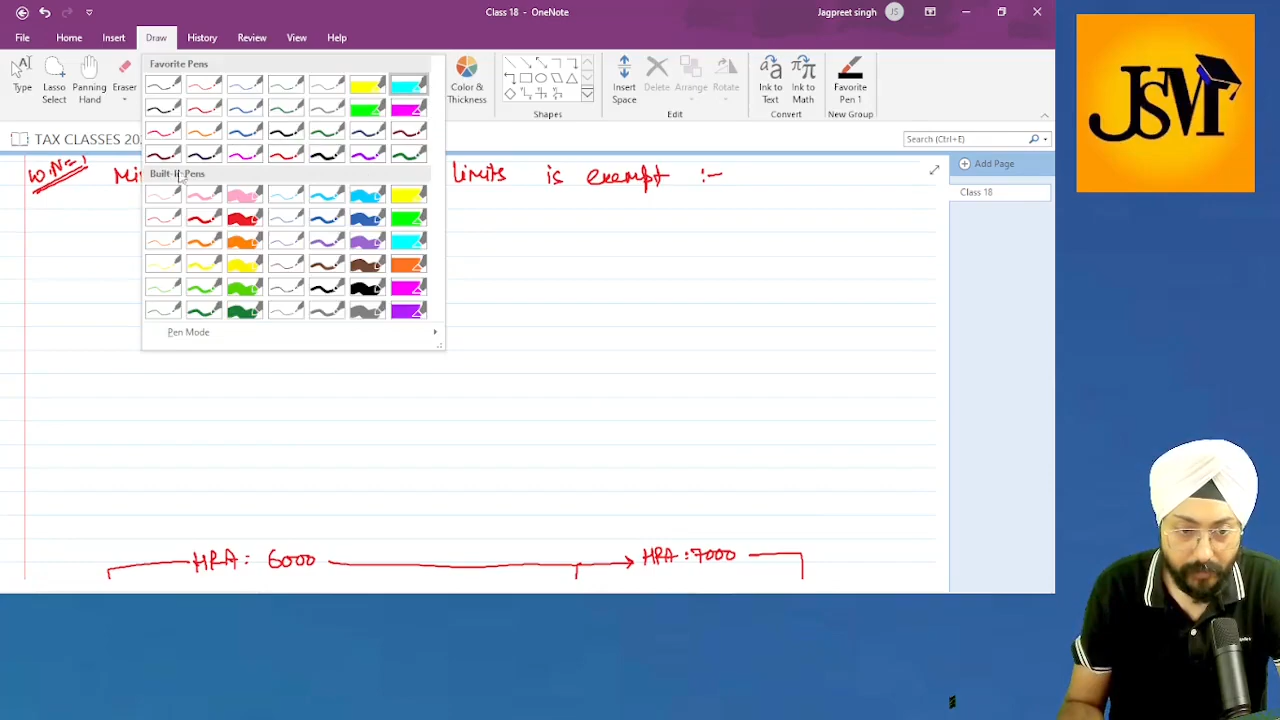 Class 18 - OneNote
Jagpreet singh JS
File Home Insert Draw History Review View Help
Favorite Pens
Type
Lasso Select
Panning Hand
Eraser
Color & Thickness
Shapes
Insert Space
Delete
Arrange
Rotate
Edit
Ink to Text
Ink to Math
Convert
Favorite Pen 1
New Group
TAX CLASSES 20
Search (Ctrl+E)
Add Page
Class 18
W.N=1 limits is exempt :-
Built-In Pens
Pen Mode
HRA: 6000
HRA :7000
JSM